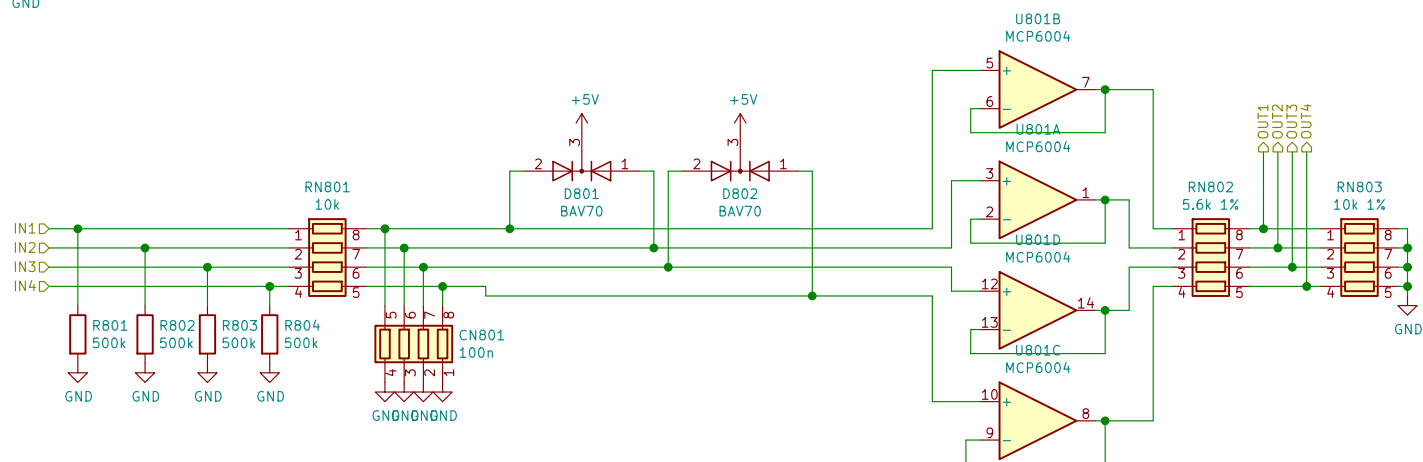 GND
U801B
MCP6004
5
+
7
6
−
+5V
+5V
3
3
2
1
2
1
D801
BAV70
D802
BAV70
U801A
MCP6004
3
+
1
2
−
OUT1
OUT2
OUT3
OUT4
RN801
10k
RN802
5.6k 1%
RN803
10k 1%
IN1
IN2
IN3
IN4
1
2
3
4
8
7
6
5
1
2
3
4
8
7
6
5
1
2
3
4
8
7
6
5
U801D
MCP6004
12
+
14
13
−
R801
500k
R802
500k
R803
500k
R804
500k
5
6
7
8
CN801
100n
4
3
2
1
GND
GND
GND
GND
GND
GND
GND
GND
GND
U801C
MCP6004
10
+
8
9
−